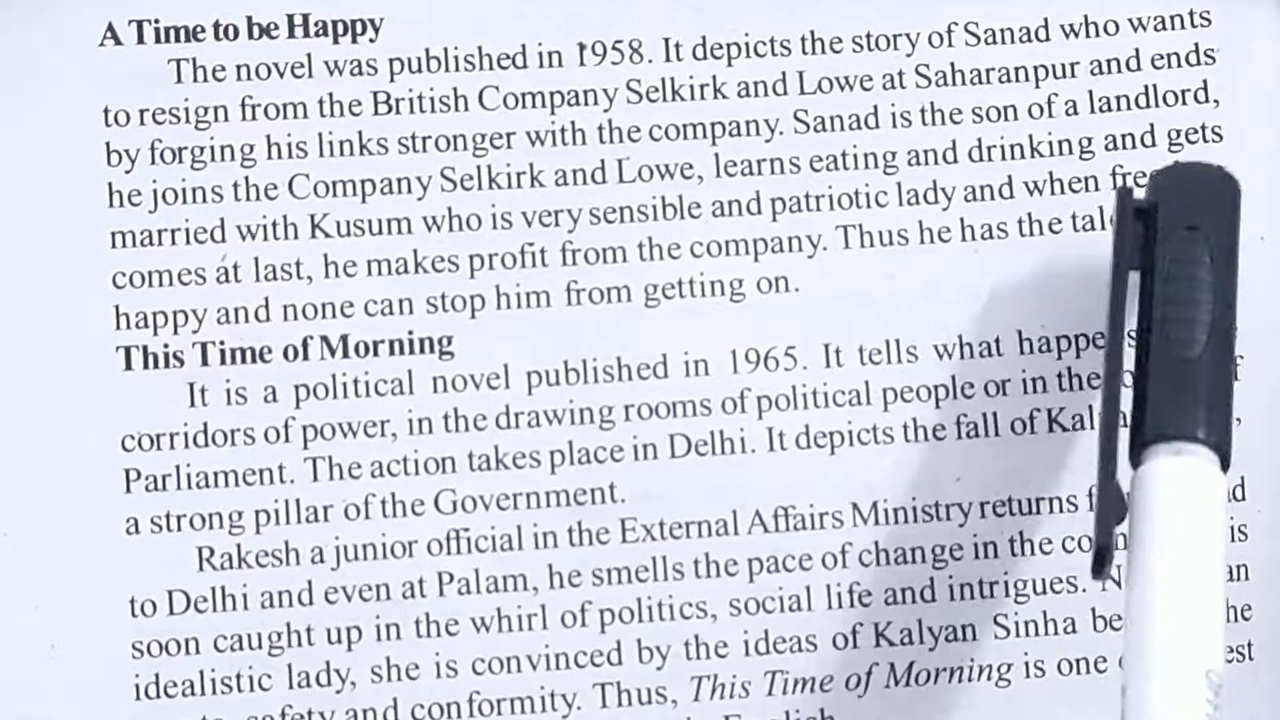 A Time to be Happy
The novel was published in 1958. It depicts the story of Sanad who wants
to resign from the British Company Selkirk and Lowe at Saharanpur and ends
by forging his links stronger with the company. Sanad is the son of a landlord,
he joins the Company Selkirk and Lowe, learns eating and drinking and gets
married with Kusum who is very sensible and patriotic lady and when
comes at last, he makes profit from the company. Thus he has the
happy and none can stop him from getting on.
This Time of Morning
It is a political novel published in 1965. It tells what
corridors of power, in the drawing rooms of political people or in the
Parliament. The action takes place in Delhi. It depicts the fall of
a strong pillar of the Government.
Rakesh a junior official in the External Affairs Ministry returns
to Delhi and even at Palam, he smells the pace of change in the is
soon caught up in the whirl of politics, social life and intrigues.
idealistic lady, she is convinced by the ideas of Kalyan Sinha
and conformity. Thus, This Time of Morning is one